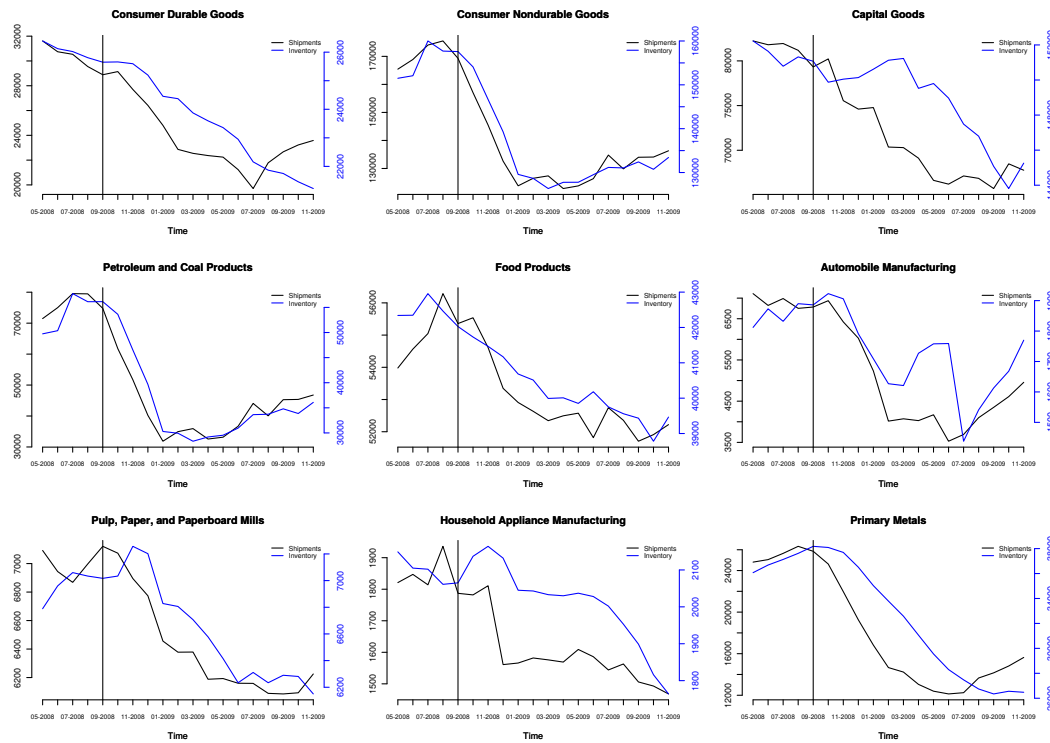 Consumer Durable Goods
32000
28000
24000
20000
Shipments
Inventory
26000
24000
22000
05-2008 07-2008 09-2008 11-2008 01-2009 03-2009 05-2009 07-2009 09-2009 11-2009
Time
Consumer Nondurable Goods
170000
150000
130000
Shipments
Inventory
160000
150000
140000
130000
05-2008 07-2008 09-2008 11-2008 01-2009 03-2009 05-2009 07-2009 09-2009 11-2009
Time
Capital Goods
80000
75000
70000
Shipments
Inventory
148000
144000
05-2008 07-2008 09-2008 11-2008 01-2009 03-2009 05-2009 07-2009 09-2009 11-2009
Time
Petroleum and Coal Products
70000
50000
30000
Shipments
Inventory
50000
40000
30000
05-2008 07-2008 09-2008 11-2008 01-2009 03-2009 05-2009 07-2009 09-2009 11-2009
Time
Food Products
56000
54000
52000
Shipments
Inventory
43000
42000
41000
40000
39000
05-2008 07-2008 09-2008 11-2008 01-2009 03-2009 05-2009 07-2009 09-2009 11-2009
Time
Automobile Manufacturing
6500
5500
4500
3500
Shipments
Inventory
1900
1800
1700
1600
1500
05-2008 07-2008 09-2008 11-2008 01-2009 03-2009 05-2009 07-2009 09-2009 11-2009
Time
Pulp, Paper, and Paperboard Mills
7000
6800
6600
6400
6200
Shipments
Inventory
7000
6600
6200
05-2008 07-2008 09-2008 11-2008 01-2009 03-2009 05-2009 07-2009 09-2009 11-2009
Time
Household Appliance Manufacturing
1900
1800
1700
1600
1500
Shipments
Inventory
2100
2000
1900
1800
05-2008 07-2008 09-2008 11-2008 01-2009 03-2009 05-2009 07-2009 09-2009 11-2009
Time
Primary Metals
24000
20000
16000
12000
Shipments
Inventory
05-2008 07-2008 09-2008 11-2008 01-2009 03-2009 05-2009 07-2009 09-2009 11-2009
Time